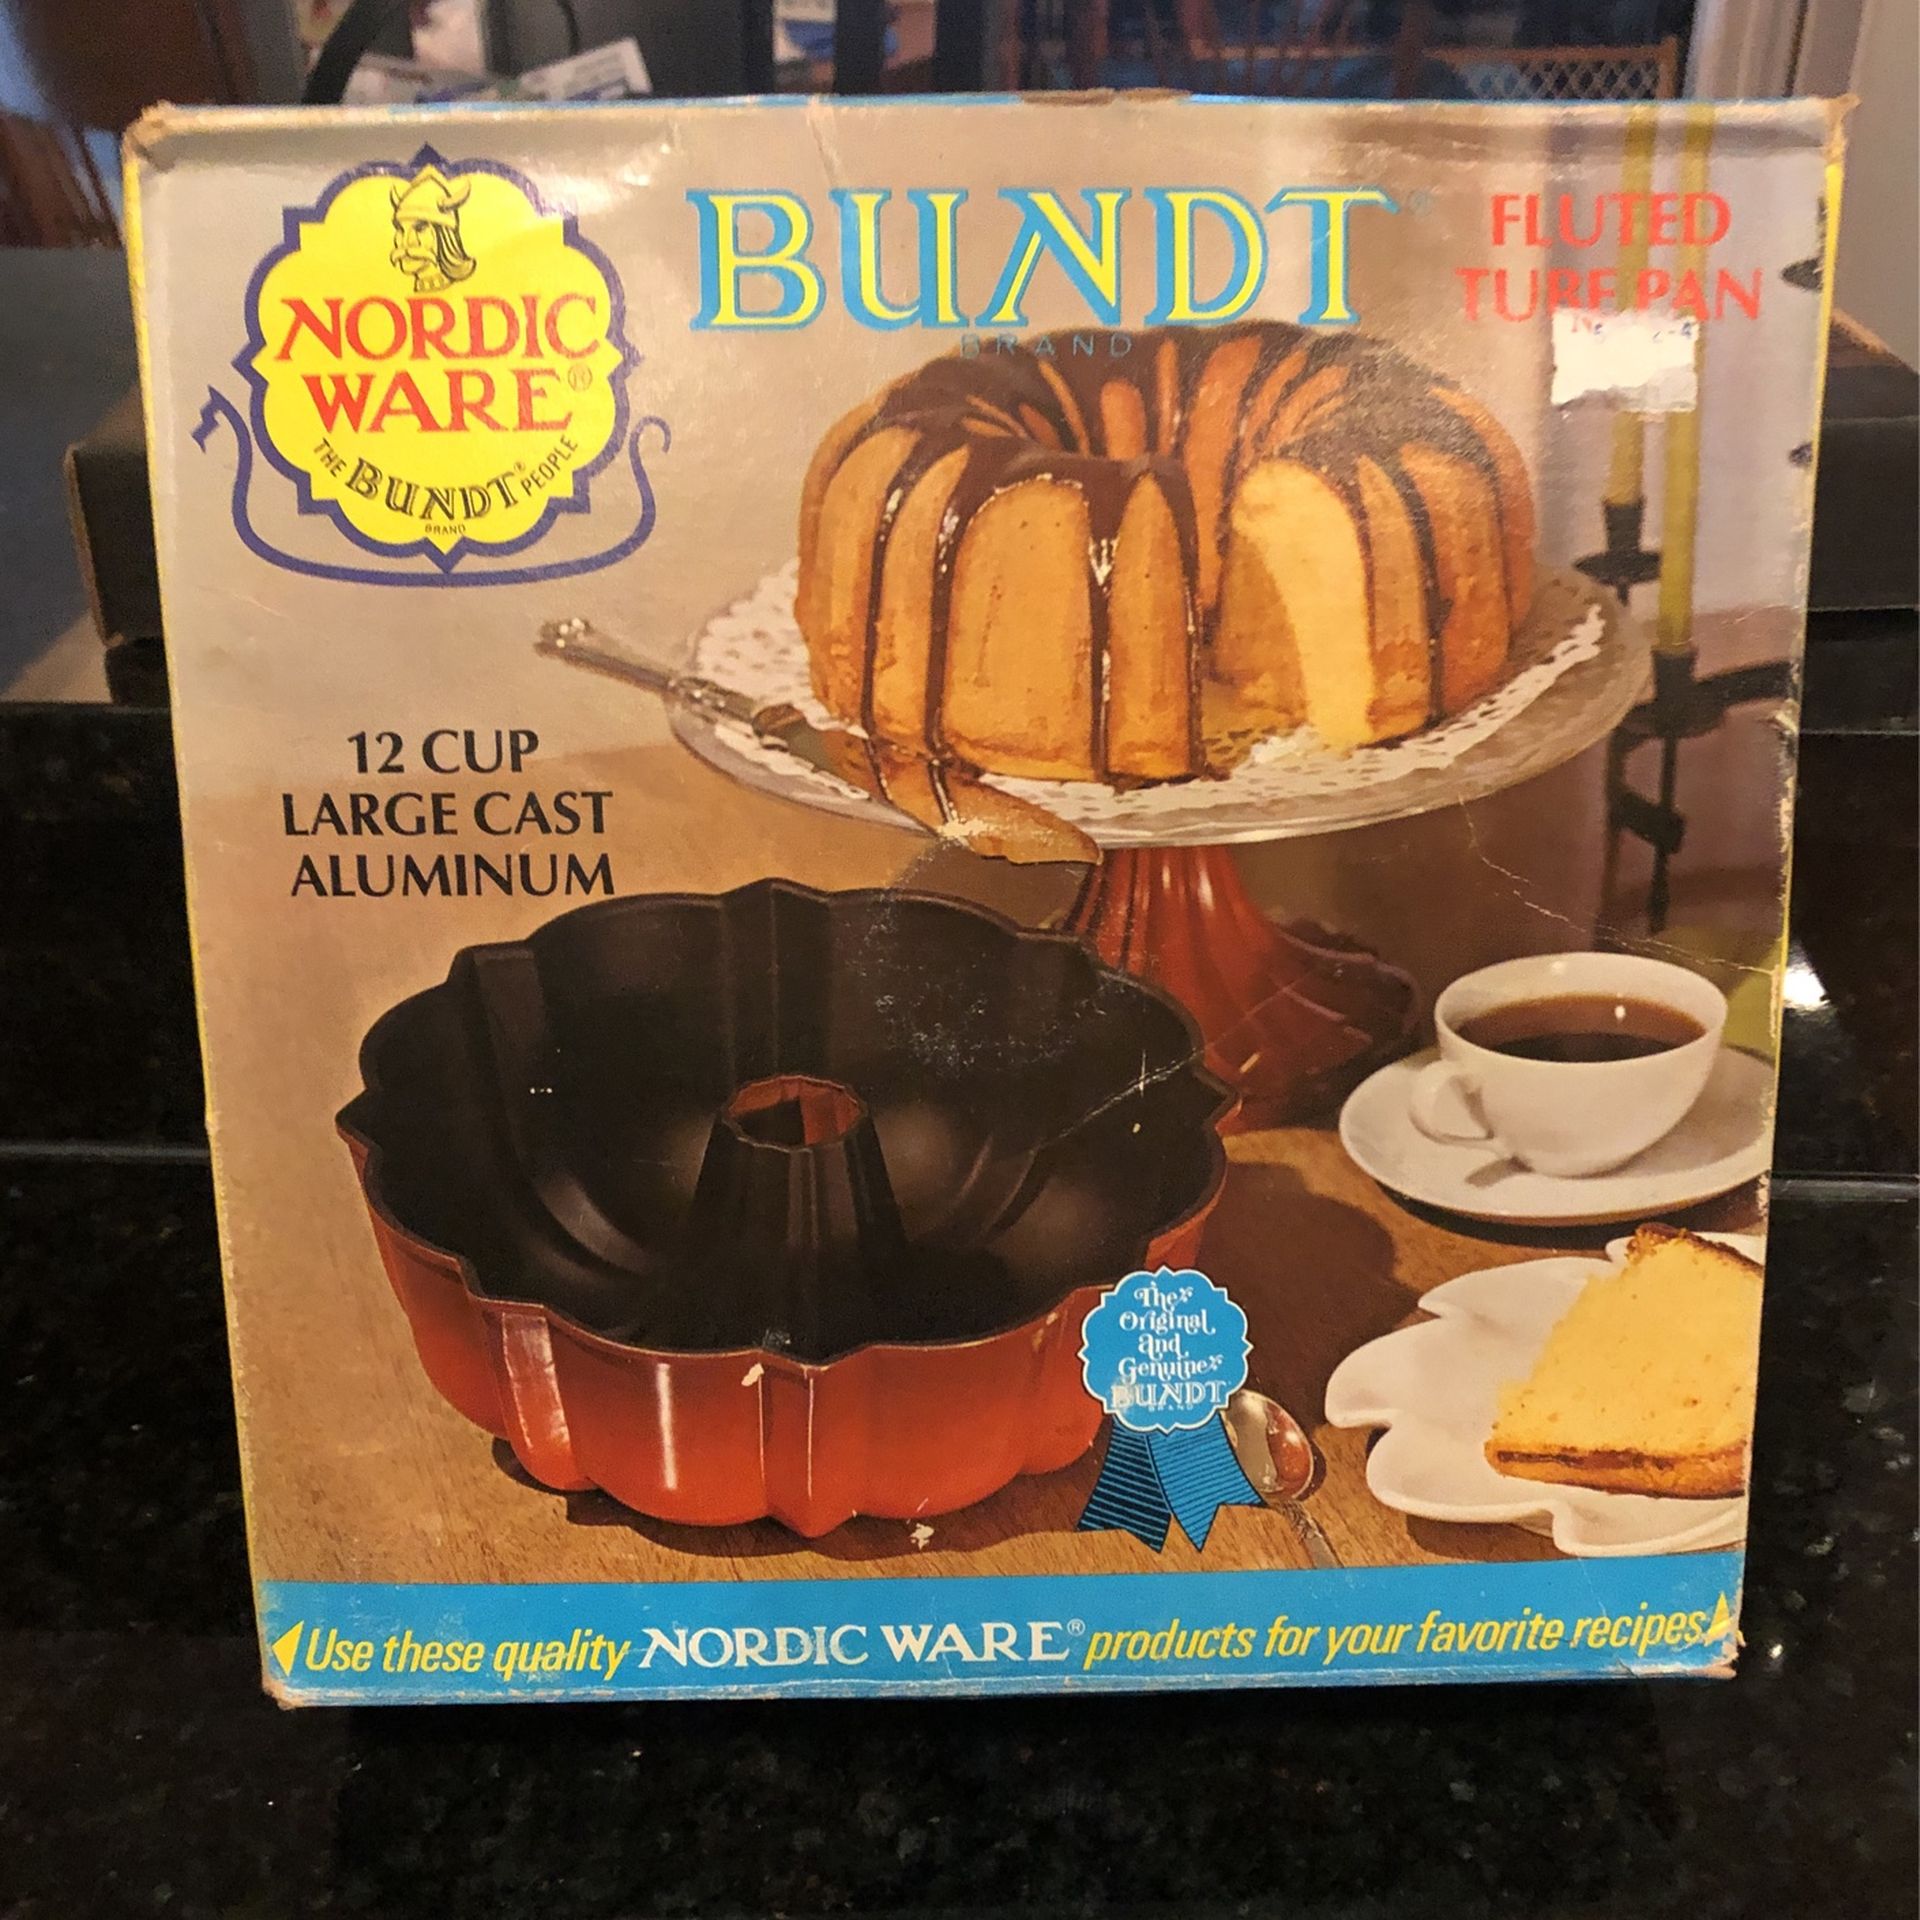 NORDIC
WARE®
THE BUNDT® PEOPLE
BRAND
BUNDT®
BRAND
FLUTED
TUBE PAN
12 CUP
LARGE CAST
ALUMINUM
The
Original
and
Genuine
BUNDT
BRAND
Use these quality NORDIC WARE® products for your favorite recipes.